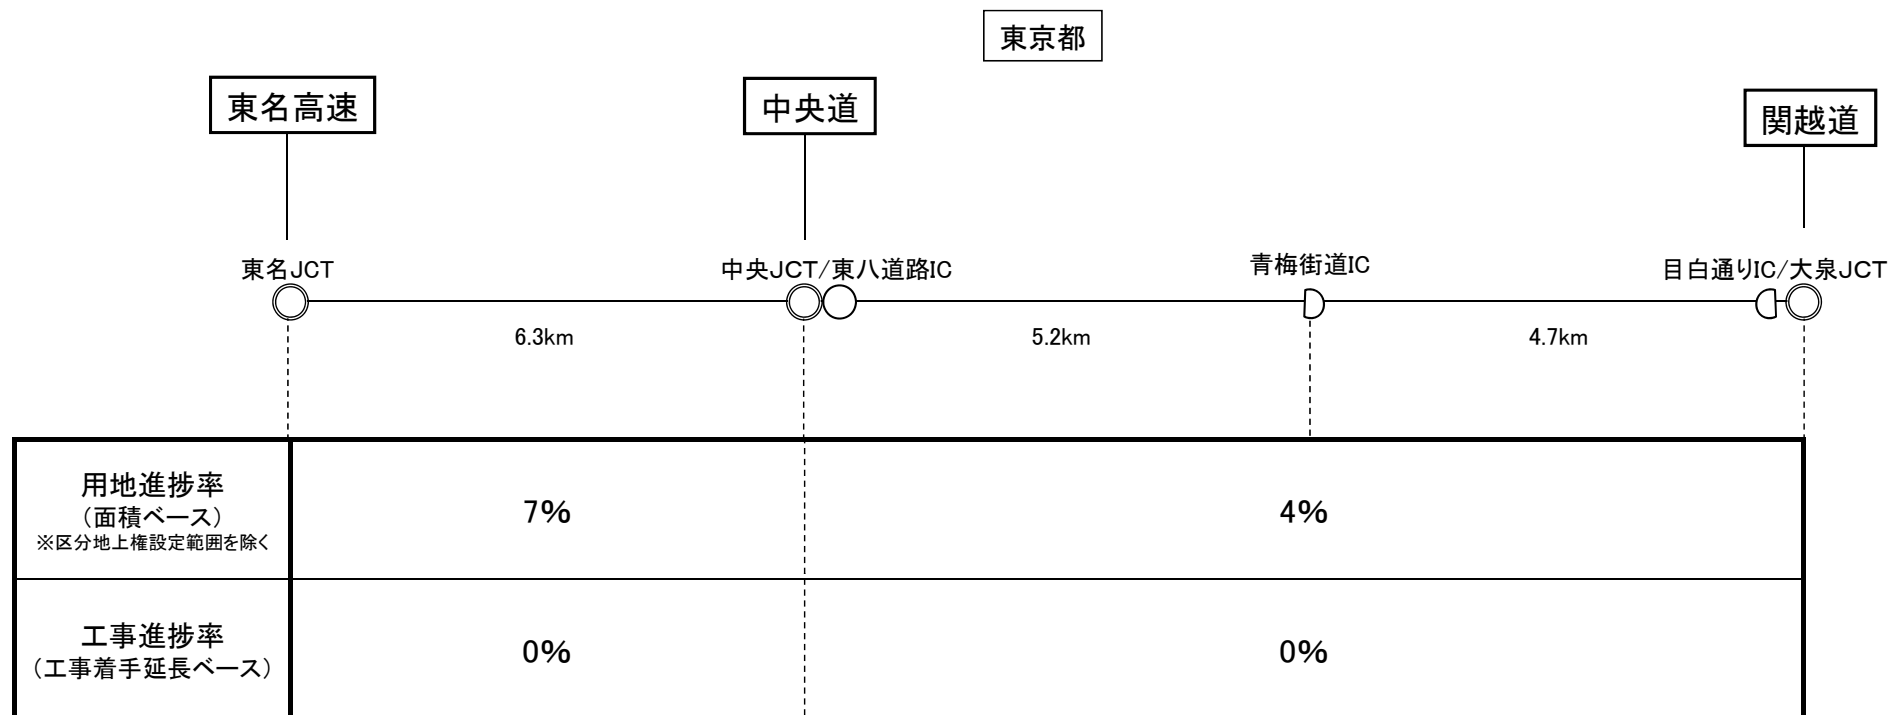 東京都
東名高速
中央道
関越道
東名JCT
中央JCT/東八道路IC
青梅街道IC
目白通りIC/大泉JCT
6.3km
5.2km
4.7km
用地進捗率
（面積ベース）
※区分地上権設定範囲を除く
7%
4%
工事進捗率
（工事着手延長ベース）
0%
0%